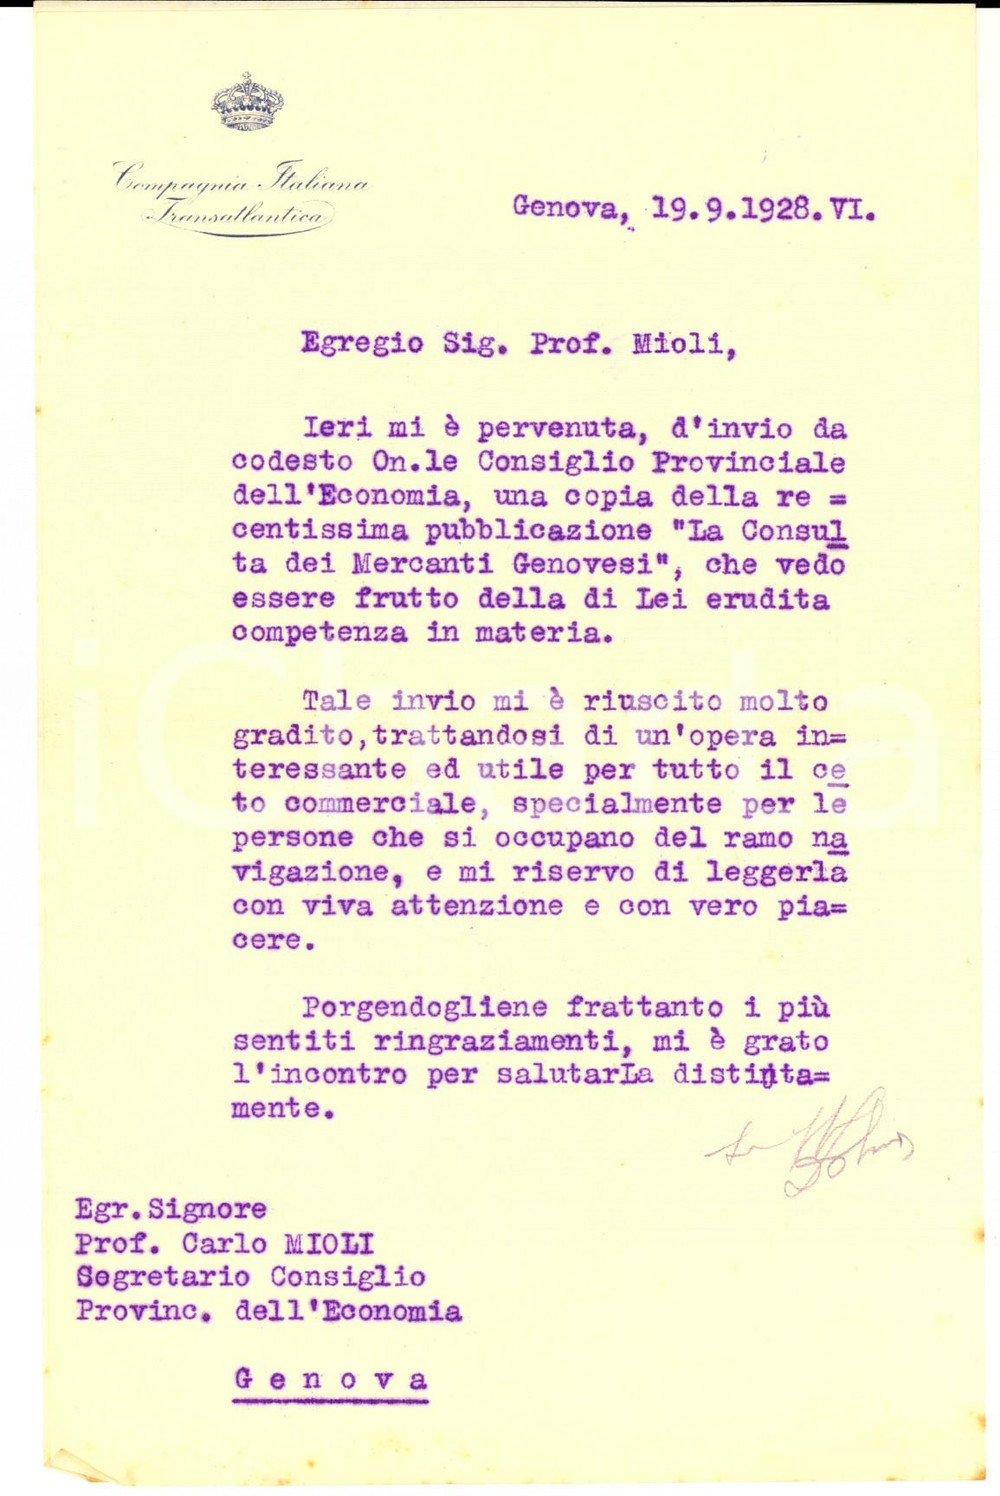 Compagnia Italiana
Transatlantica
Genova, 19.9.1928.VI.
Egregio Sig. Prof. Mioli,
Ieri mi è pervenuta, d'invio da
codesto On.le Consiglio Provinciale
dell'Economia, una copia della re =
centissima pubblicazione "La Consul
ta dei Mercanti Genovesi", che vedo
essere frutto della di Lei erudita
competenza in materia.
Tale invio mi è riuscito molto
gradito,trattandosi di un'opera in=
teressante ed utile per tutto il ce
to commerciale, specialmente per le
persone che si occupano del ramo na
vigazione, e mi riservo di leggerla
con viva attenzione e con vero pia=
cere.
Porgendogliene frattanto i più
sentiti ringraziamenti, mi è grato
l'incontro per salutarLa distinta=
mente.
Egr.Signore
Prof. Carlo MIOLI
Segretario Consiglio
Provinc. dell'Economia
G e n o v a